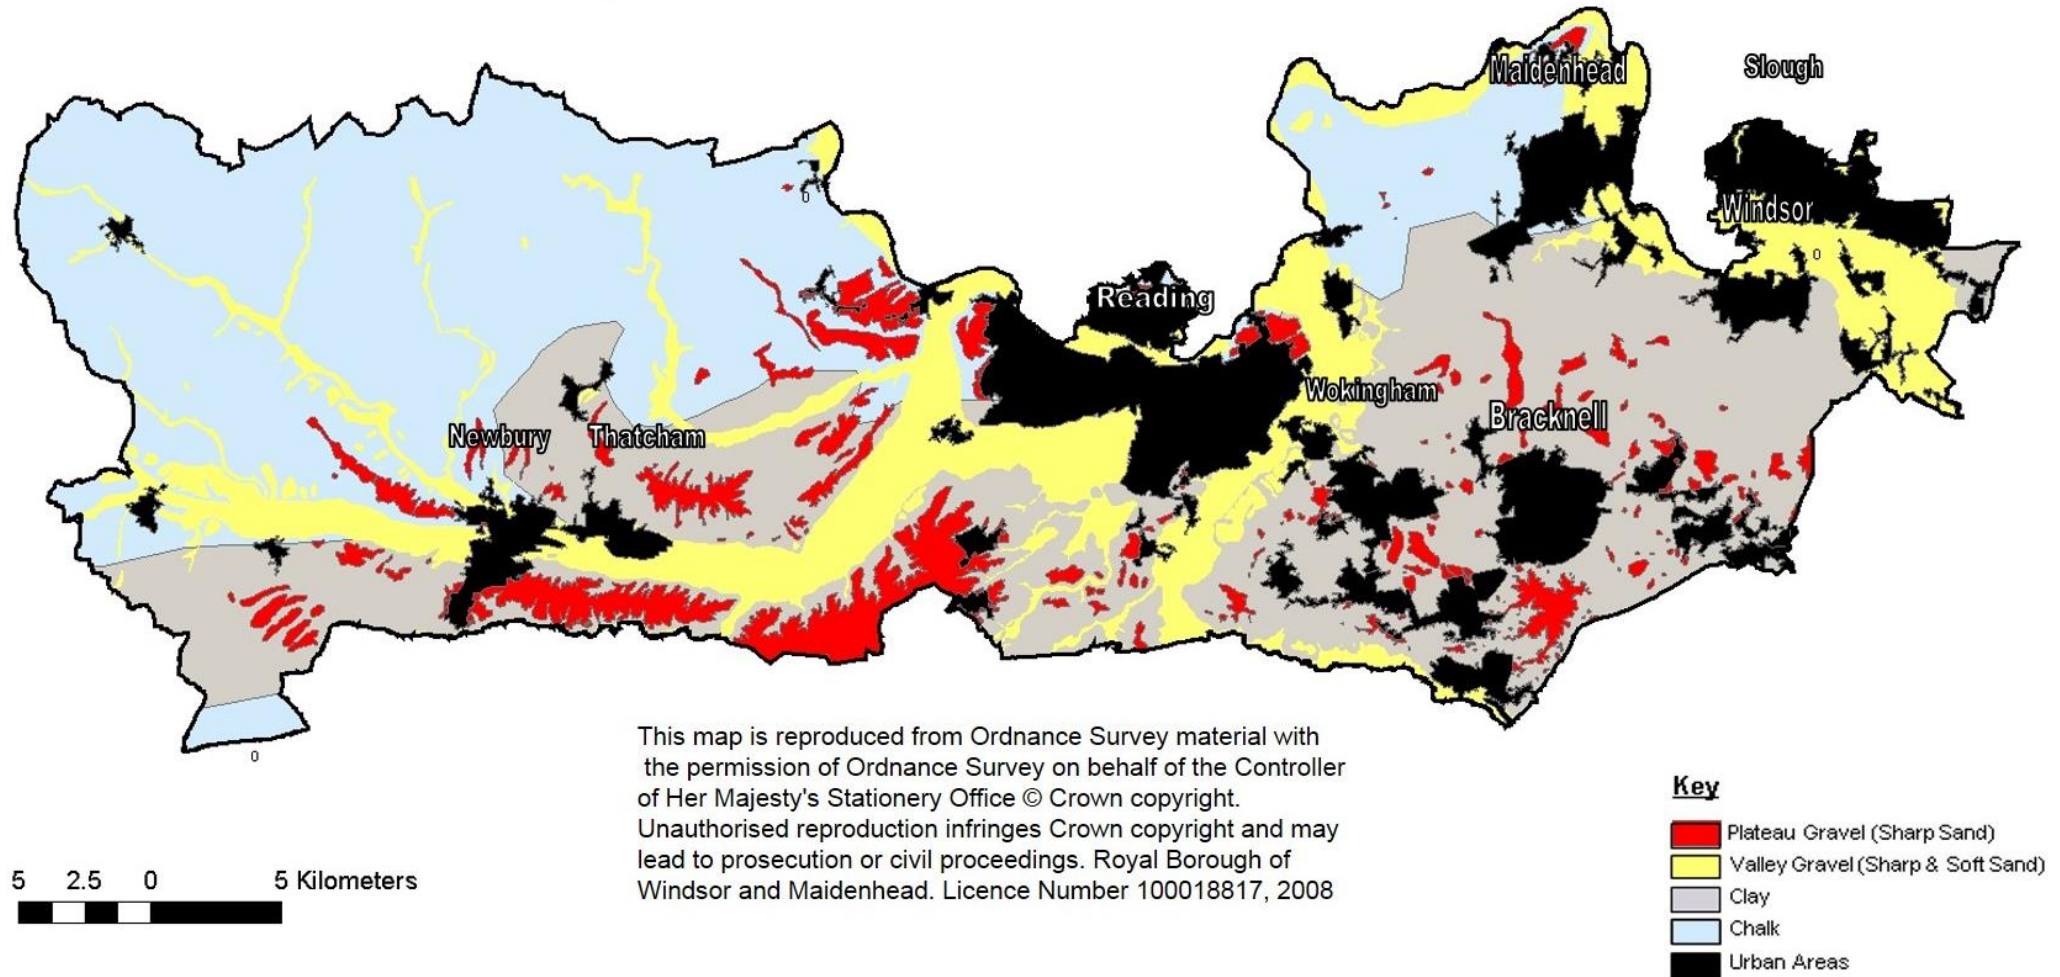 Maidenhead
Slough
0
Windsor
0
Reading
Wokingham
Bracknell
Newbury
Thatcham
0
This map is reproduced from Ordnance Survey material with
the permission of Ordnance Survey on behalf of the Controller
of Her Majesty's Stationery Office © Crown copyright.
Unauthorised reproduction infringes Crown copyright and may
lead to prosecution or civil proceedings. Royal Borough of
Windsor and Maidenhead. Licence Number 100018817, 2008
5 2.5 0 5 Kilometers
Key
Plateau Gravel (Sharp Sand)
Valley Gravel (Sharp & Soft Sand)
Clay
Chalk
Urban Areas